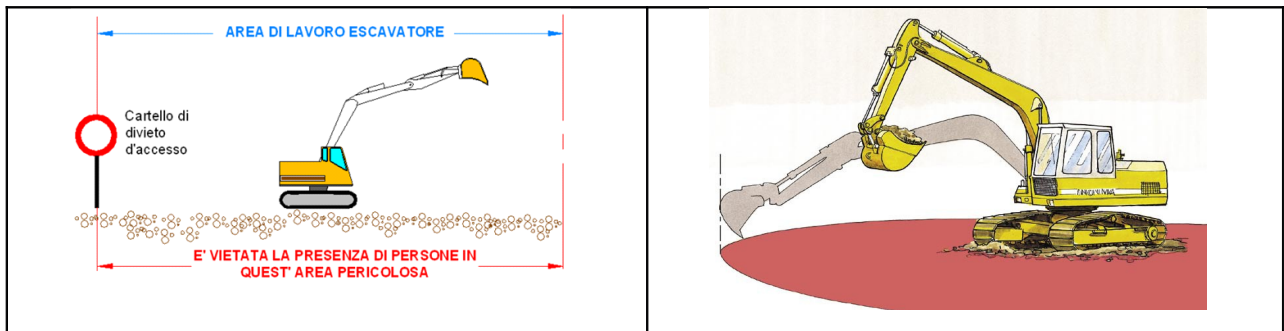 AREA DI LAVORO ESCAVATORE
Cartello di
divieto
d'accesso
E' VIETATA LA PRESENZA DI PERSONE IN
QUEST' AREA PERICOLOSA